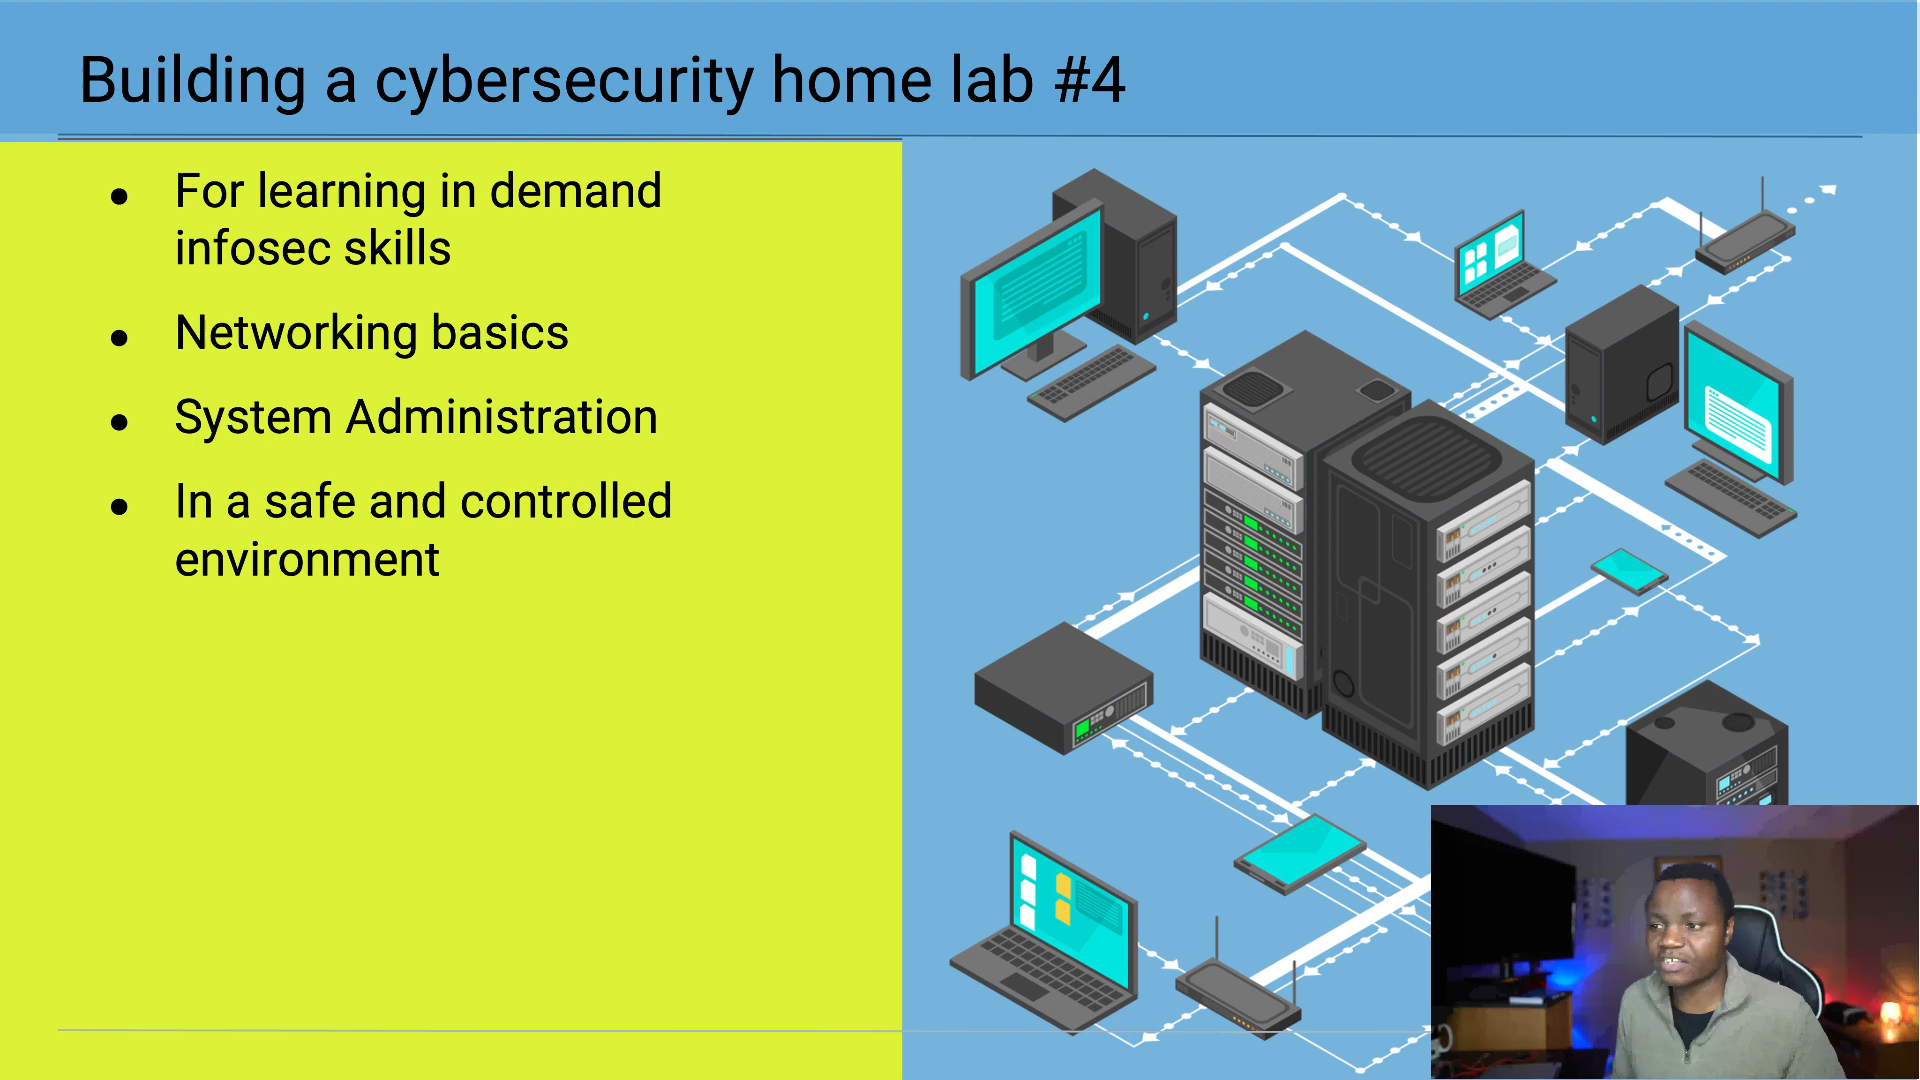 Building a cybersecurity home lab #4
● For learning in demand
infosec skills
● Networking basics
● System Administration
● In a safe and controlled
environment